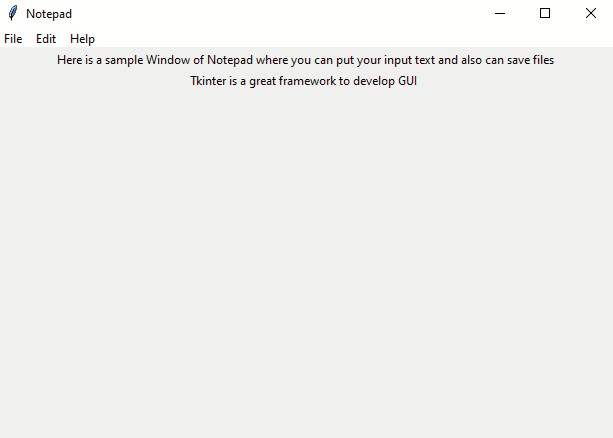 Notepad
File Edit Help
Here is a sample Window of Notepad where you can put your input text and also can save files
Tkinter is a great framework to develop GUI